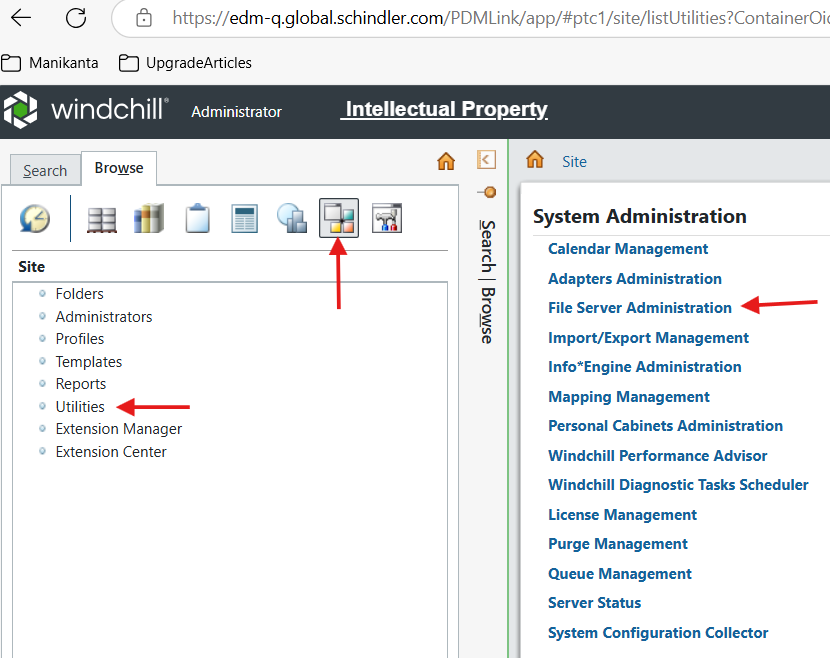 https://edm-q.global.schindler.com/PDMLink/app/#ptc1/site/listUtilities?ContainerOid
Manikanta UpgradeArticles
windchill® Administrator Intellectual Property
Search Browse
Site
Folders
Administrators
Profiles
Templates
Reports
Utilities
Extension Manager
Extension Center
Search | Browse
Site
System Administration
Calendar Management
Adapters Administration
File Server Administration
Import/Export Management
Info*Engine Administration
Mapping Management
Personal Cabinets Administration
Windchill Performance Advisor
Windchill Diagnostic Tasks Scheduler
License Management
Purge Management
Queue Management
Server Status
System Configuration Collector